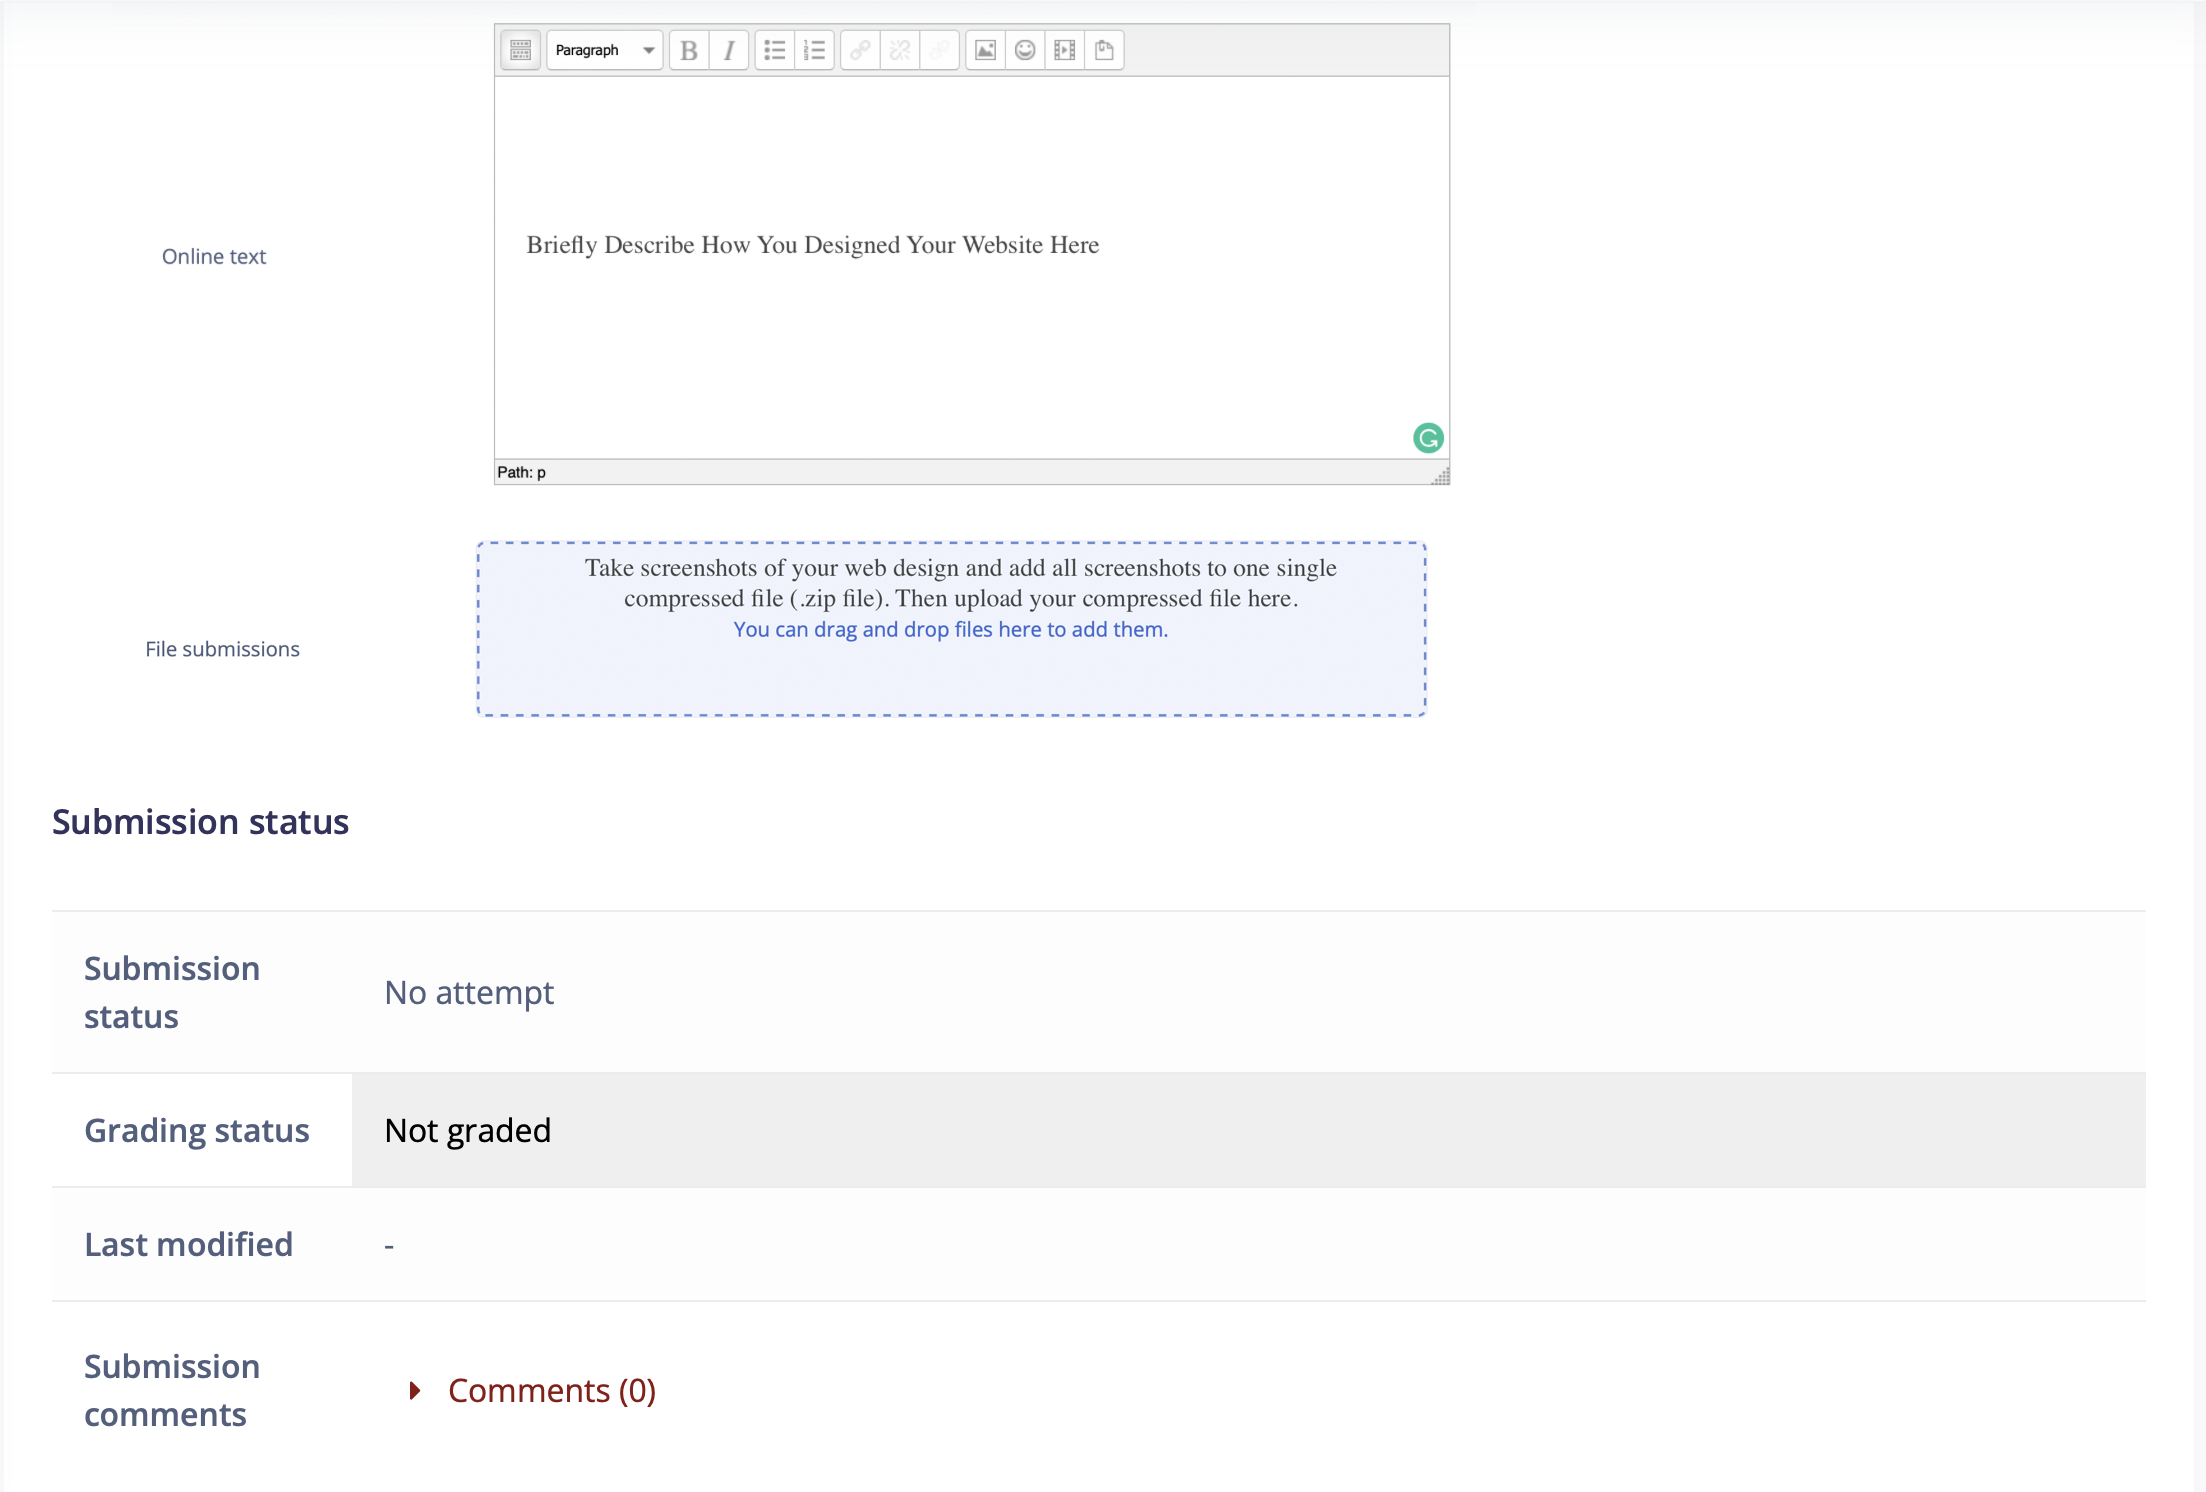 Paragraph B I
Online text
Briefly Describe How You Designed Your Website Here
Path: p
File submissions
Take screenshots of your web design and add all screenshots to one single
compressed file (.zip file). Then upload your compressed file here.
You can drag and drop files here to add them.
Submission status
Submission
status
No attempt
Grading status
Not graded
Last modified
-
Submission
comments
Comments (0)